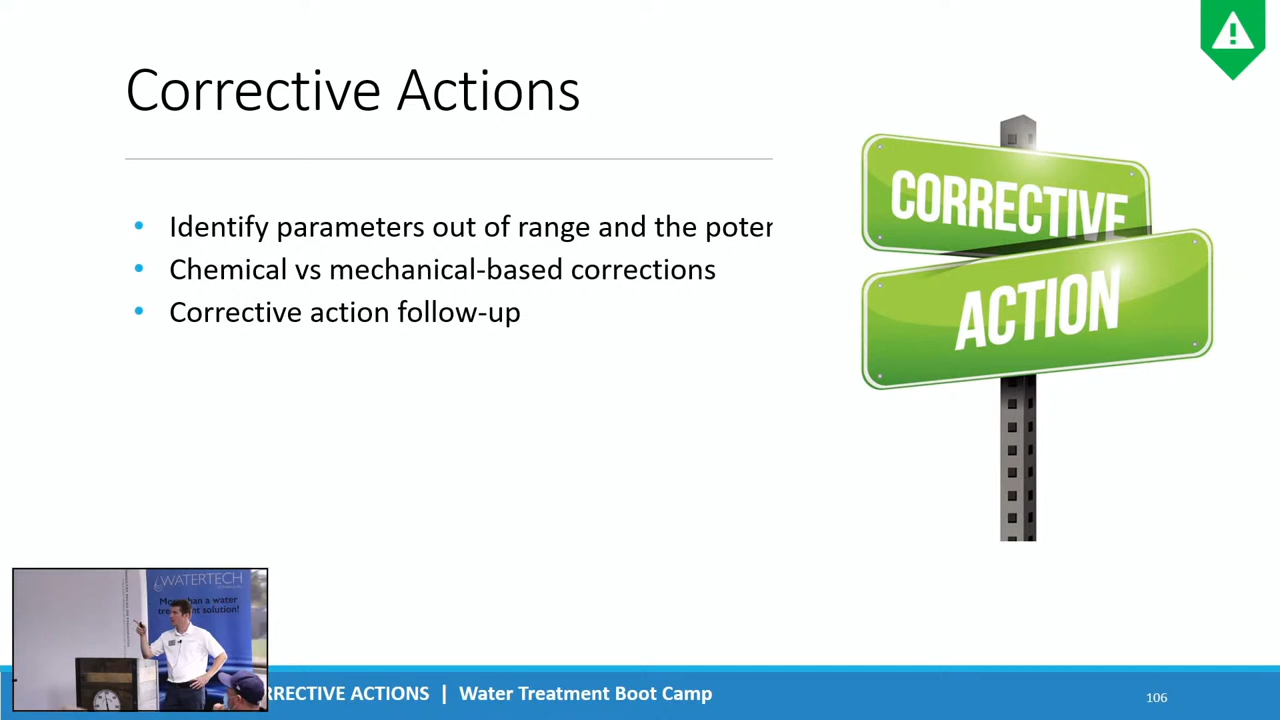 Corrective Actions
CORRECTIVE
ACTION
• Identify parameters out of range and the poter
• Chemical vs mechanical-based corrections
• Corrective action follow-up
WATERTECH
More than a water
treatment solution!
RRECTIVE ACTIONS | Water Treatment Boot Camp
106